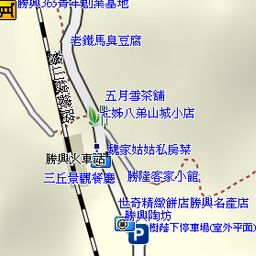 勝興365青年創業基地
老鐵馬臭豆腐
舊山線鐵路
五月雪茶舖
七姊八弟山城小店
魏家姑姑私房菜
勝興火車站
三丘景觀餐廳
勝隆客家小館
世奇精緻餅店勝興名產店
勝興陶坊
樹蔭下停車場(室外平面)
P